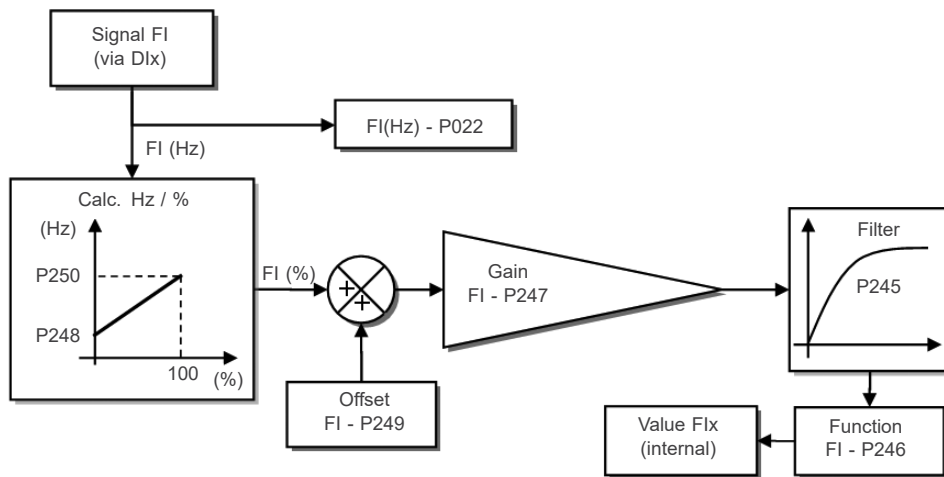 Signal FI
(via DIx)
FI(Hz) - P022
FI (Hz)
Calc. Hz / %
(Hz)
P250
P248
100
(%)
FI (%)
+
+
Offset
FI - P249
Gain
FI - P247
Filter
P245
Function
FI - P246
Value FIx
(internal)